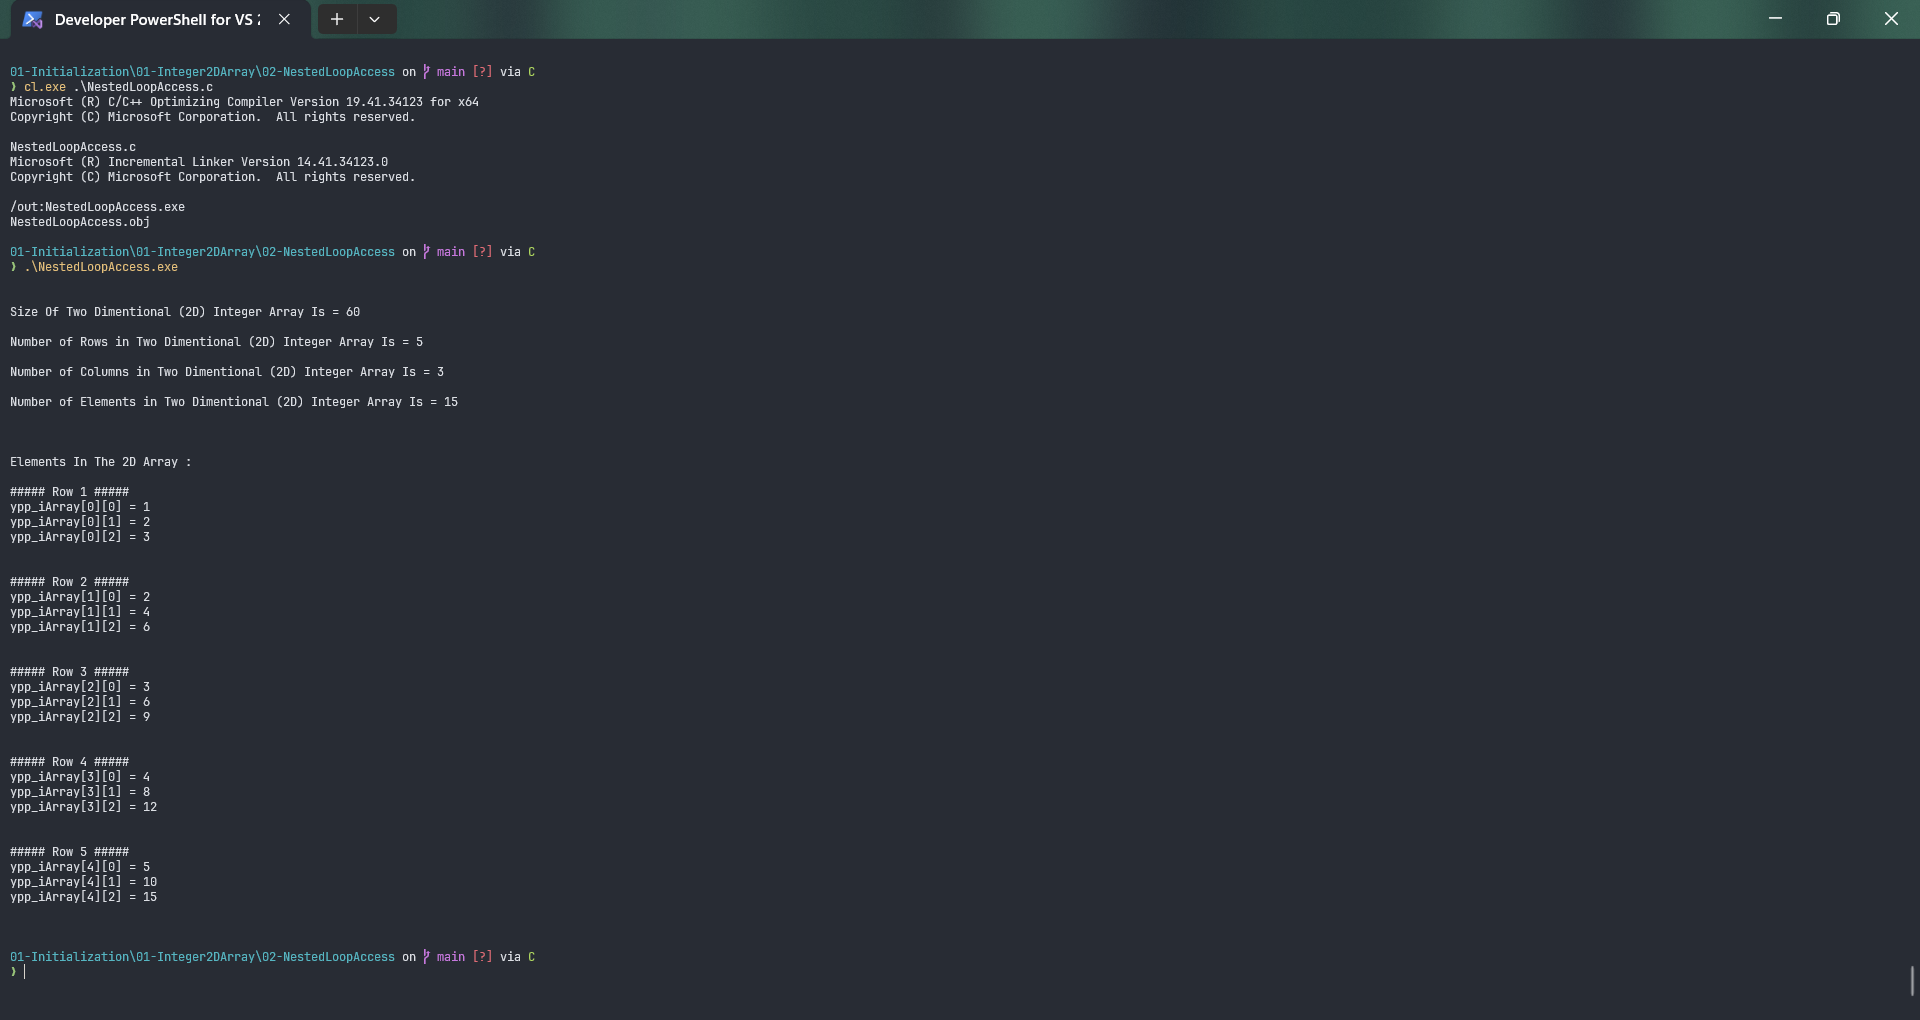 Developer PowerShell for VS 2
01-Initialization\01-Integer2DArray\02-NestedLoopAccess on main [?] via C
❯ cl.exe .\NestedLoopAccess.c
Microsoft (R) C/C++ Optimizing Compiler Version 19.41.34123 for x64
Copyright (C) Microsoft Corporation.  All rights reserved.
NestedLoopAccess.c
Microsoft (R) Incremental Linker Version 14.41.34123.0
Copyright (C) Microsoft Corporation.  All rights reserved.
/out:NestedLoopAccess.exe
NestedLoopAccess.obj
01-Initialization\01-Integer2DArray\02-NestedLoopAccess on main [?] via C
❯ .\NestedLoopAccess.exe
Size Of Two Dimentional (2D) Integer Array Is = 60
Number of Rows in Two Dimentional (2D) Integer Array Is = 5
Number of Columns in Two Dimentional (2D) Integer Array Is = 3
Number of Elements in Two Dimentional (2D) Integer Array Is = 15
Elements In The 2D Array :
##### Row 1 #####
ypp_iArray[0][0] = 1
ypp_iArray[0][1] = 2
ypp_iArray[0][2] = 3
##### Row 2 #####
ypp_iArray[1][0] = 2
ypp_iArray[1][1] = 4
ypp_iArray[1][2] = 6
##### Row 3 #####
ypp_iArray[2][0] = 3
ypp_iArray[2][1] = 6
ypp_iArray[2][2] = 9
##### Row 4 #####
ypp_iArray[3][0] = 4
ypp_iArray[3][1] = 8
ypp_iArray[3][2] = 12
##### Row 5 #####
ypp_iArray[4][0] = 5
ypp_iArray[4][1] = 10
ypp_iArray[4][2] = 15
01-Initialization\01-Integer2DArray\02-NestedLoopAccess on main [?] via C
❯